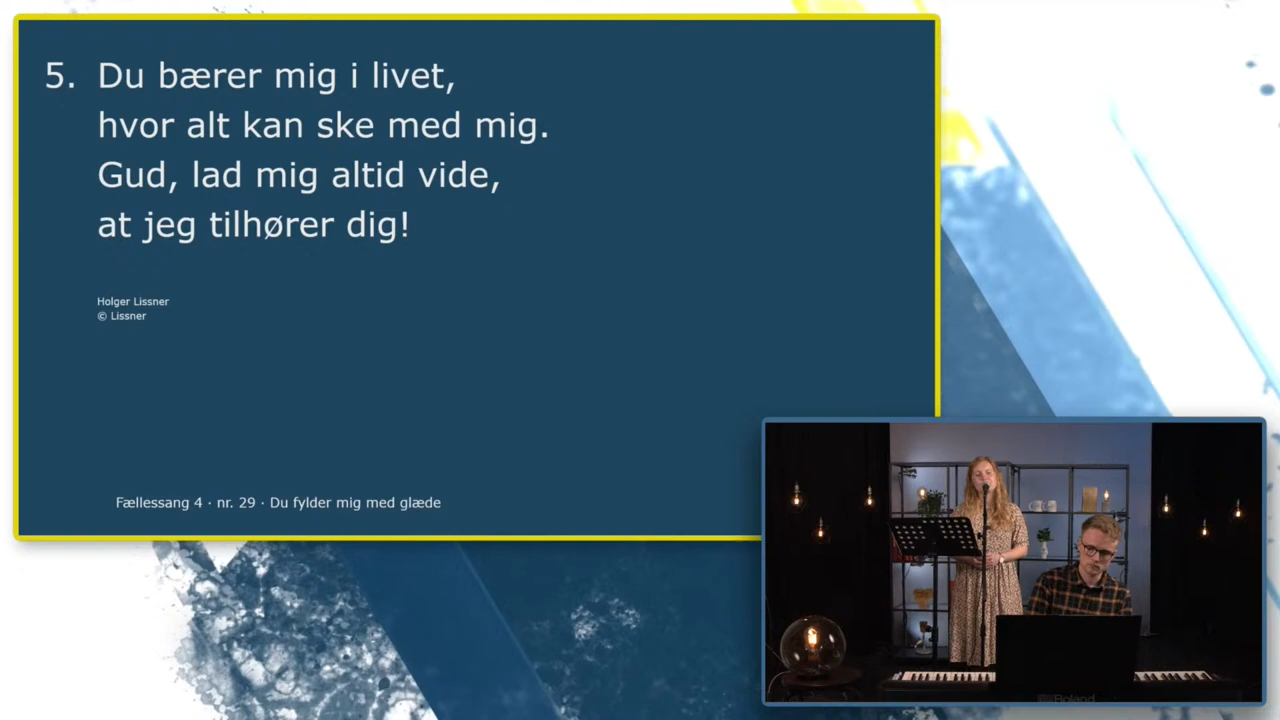 5. Du bærer mig i livet,
hvor alt kan ske med mig.
Gud, lad mig altid vide,
at jeg tilhører dig!
Holger Lissner
© Lissner
Fællessang 4 · nr. 29 · Du fylder mig med glæde
Roland